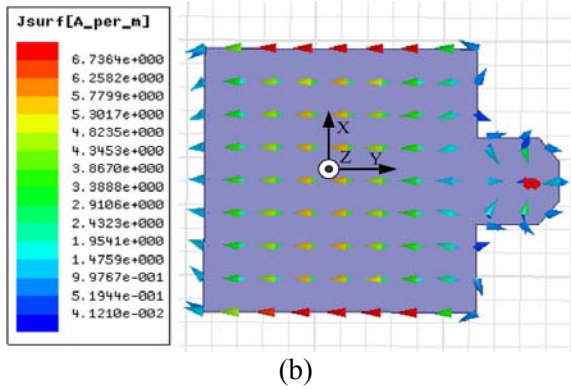 Jsurf[A_per_m]
6.7364e+000
6.2582e+000
5.7799e+000
5.3017e+000
4.8235e+000
4.3453e+000
3.8670e+000
3.3888e+000
2.9106e+000
2.4323e+000
1.9541e+000
1.4759e+000
9.9767e-001
5.1944e-001
4.1210e-002
X
Z Y
(b)